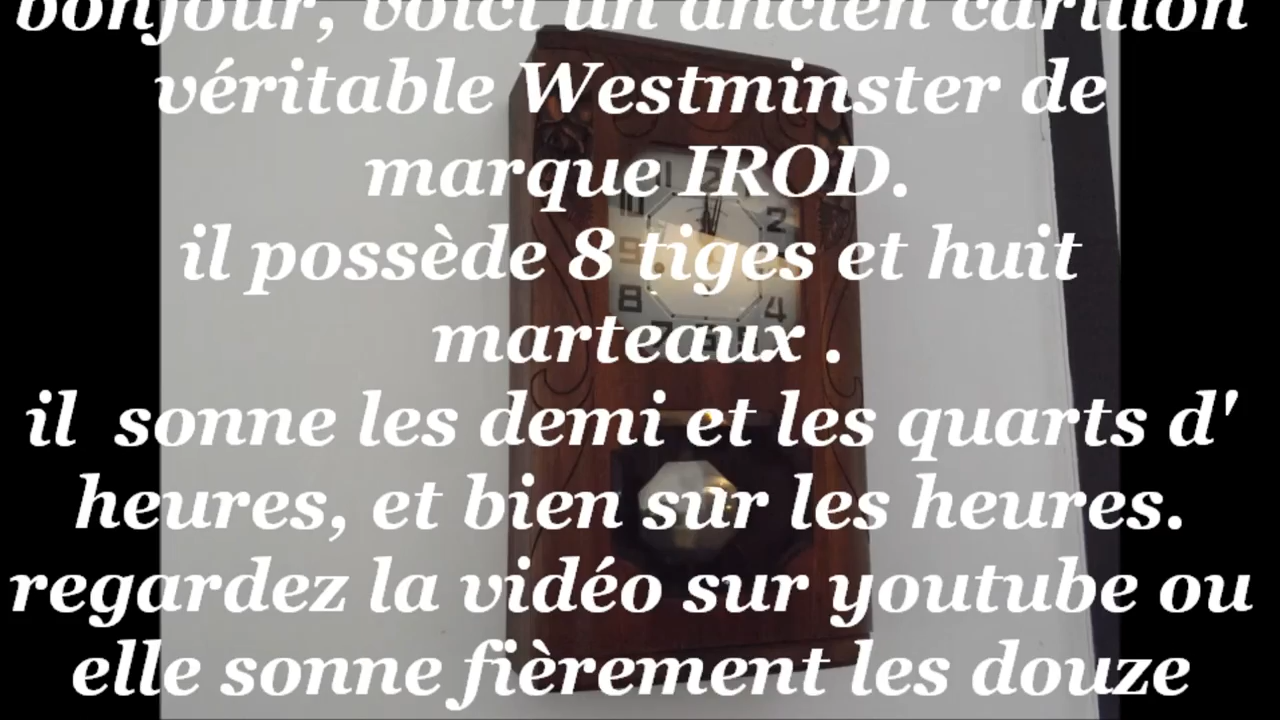 bonjour, voici un ancien carillon
véritable Westminster de
marque IROD.
il possède 8 tiges et huit
marteaux .
il  sonne les demi et les quarts d'
heures, et bien sur les heures.
regardez la vidéo sur youtube ou
elle sonne fièrement les douze